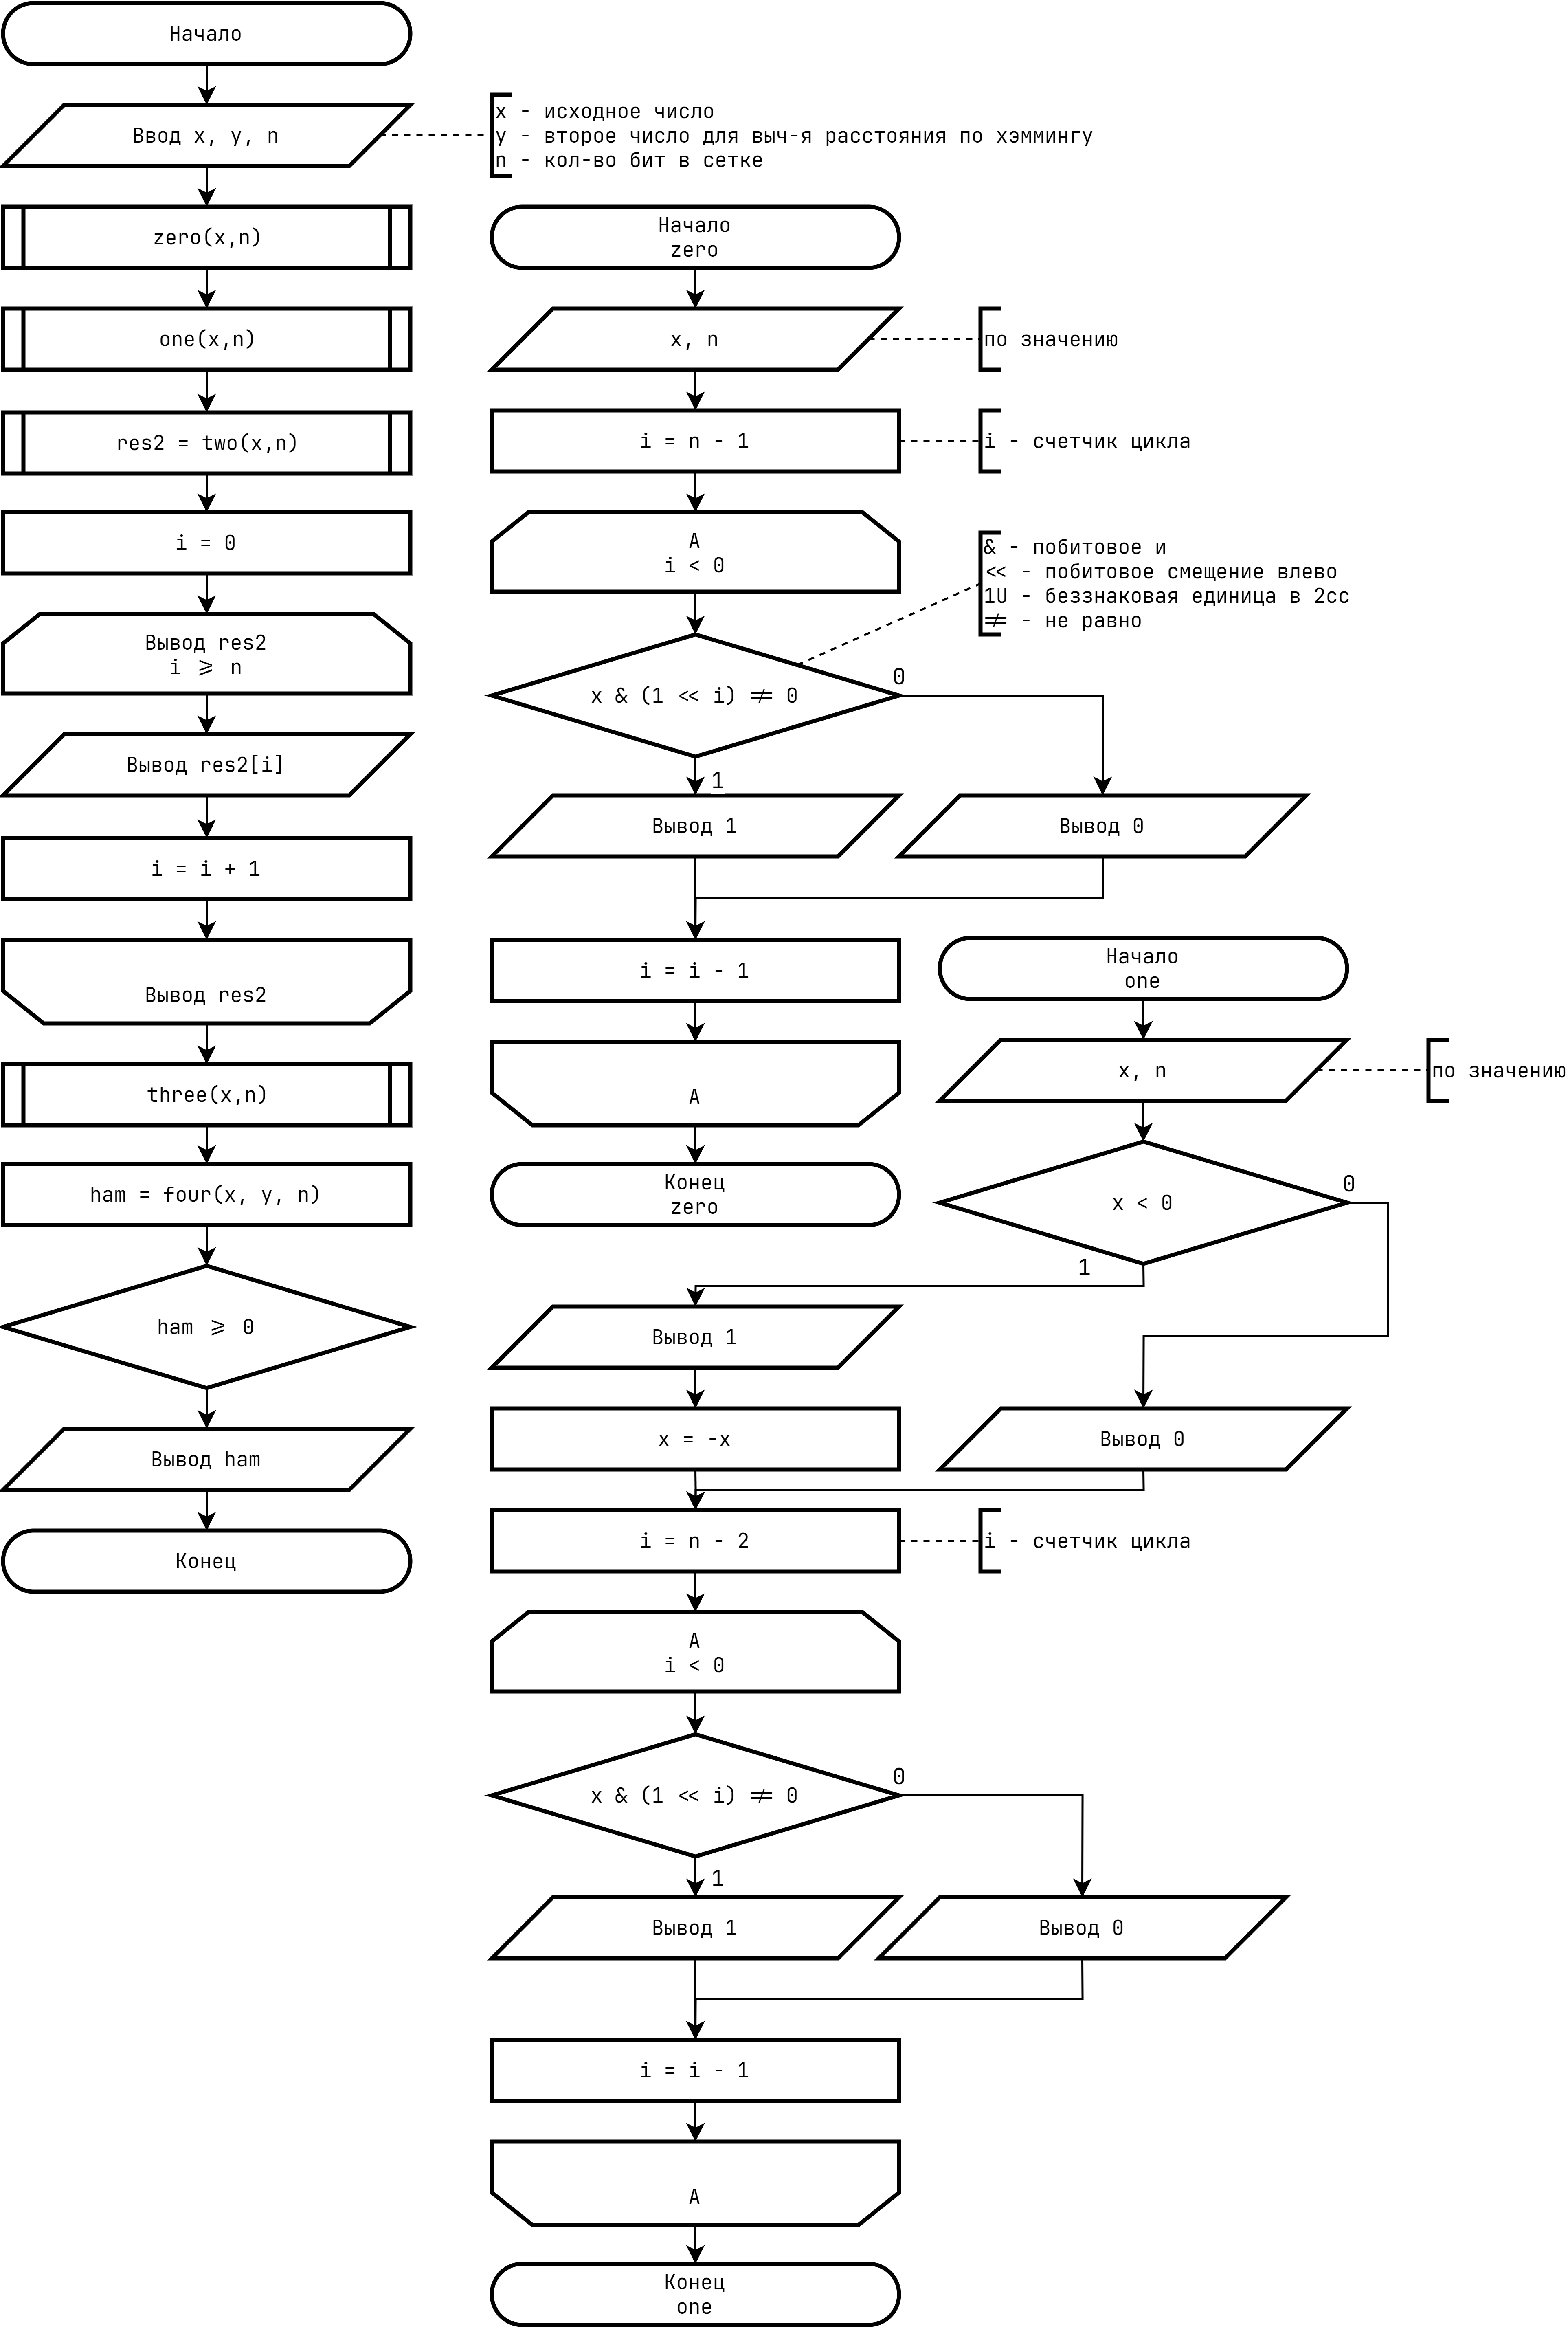 Начало
Ввод x, y, n
x - исходное число
y - второе число для выч-я расстояния по хэммингу
n - кол-во бит в сетке
zero(x,n)
one(x,n)
res2 = two(x,n)
i = 0
Вывод res2
i ⩾ n
Вывод res2[i]
i = i + 1
Вывод res2
three(x,n)
ham = four(x, y, n)
ham ⩾ 0
Вывод ham
Конец
Начало
zero
x, n
по значению
i = n - 1
i - счетчик цикла
A
i < 0
& - побитовое и
<< - побитовое смещение влево
1U - беззнаковая единица в 2сс
≠ - не равно
x & (1 << i) ≠ 0
0
1
Вывод 1
Вывод 0
i = i - 1
A
Конец
zero
Начало
one
x, n
по значению
x < 0
0
1
Вывод 1
x = -x
Вывод 0
i = n - 2
i - счетчик цикла
A
i < 0
x & (1 << i) ≠ 0
0
1
Вывод 1
Вывод 0
i = i - 1
A
Конец
one